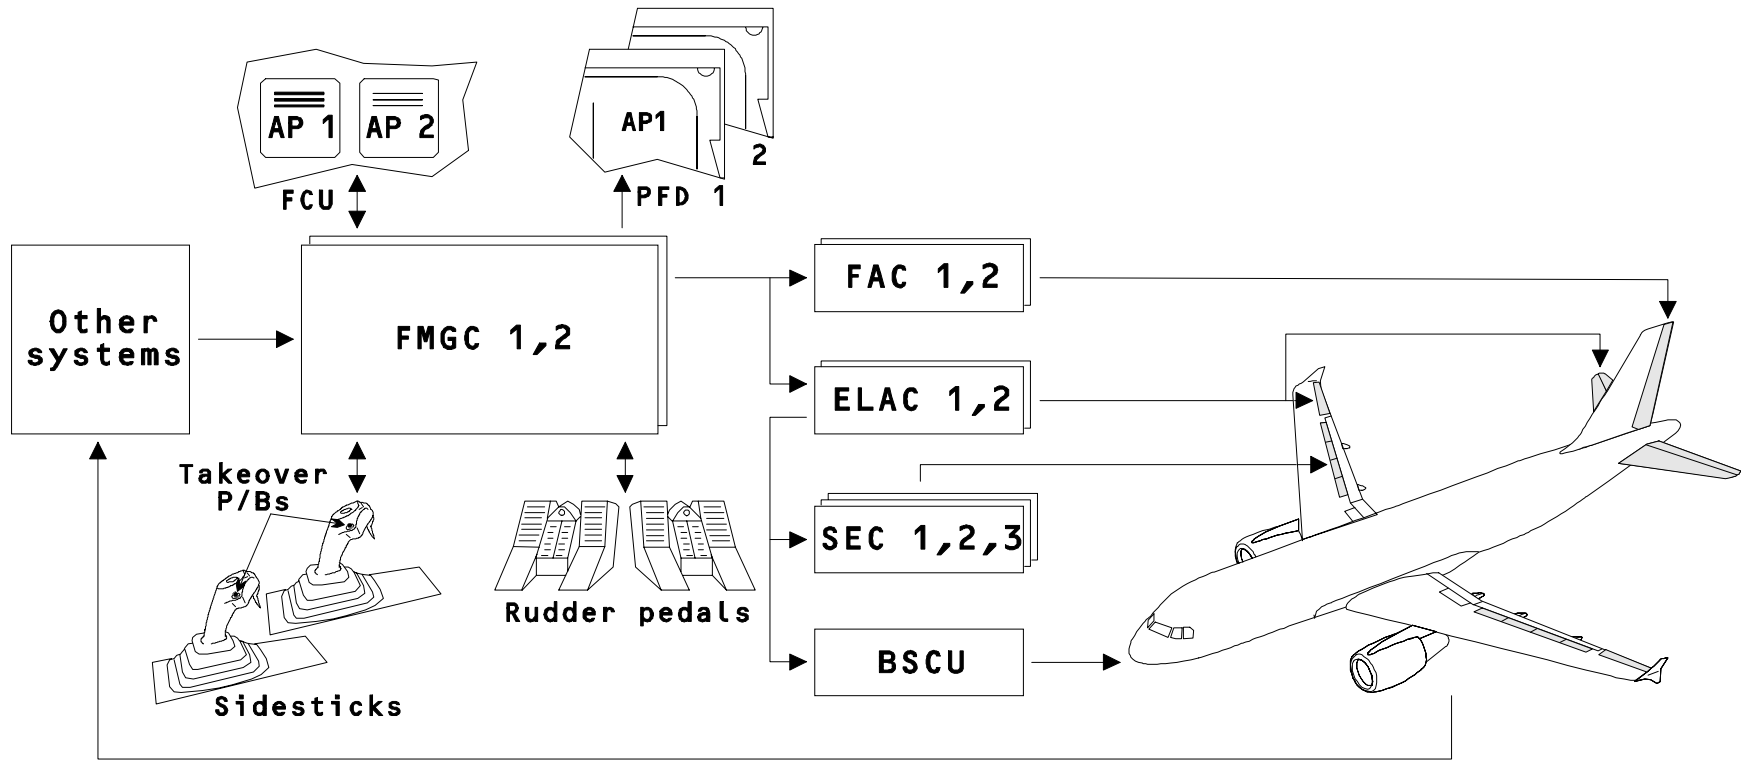 AP 1
AP 2
FCU
AP1
2
PFD 1
Other
systems
FMGC 1,2
FAC 1,2
ELAC 1,2
SEC 1,2,3
BSCU
Takeover
P/Bs
Sidesticks
Rudder pedals